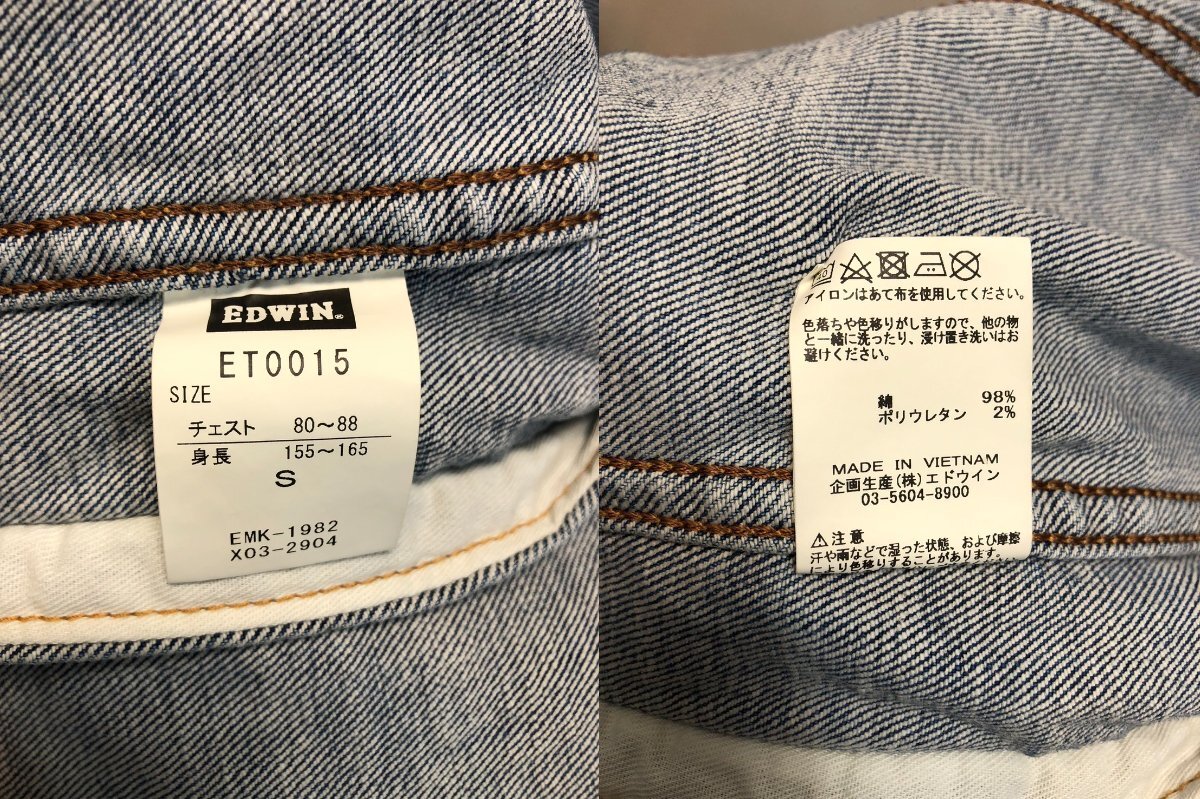 EDWIN®
ET0015
SIZE
チェスト 80～88
身長 155～165
S
EMK-1982
X03-2904
アイロンはあて布を使用してください。
色落ちや色移りがしますので、他の物
と一緒に洗ったり、浸け置き洗いはお
避けください。
綿 98%
ポリウレタン 2%
MADE IN VIETNAM
企画生産(株)エドウイン
03-5604-8900
⚠注意
汗や雨などで湿った状態、および摩擦
により色移りすることがあります。